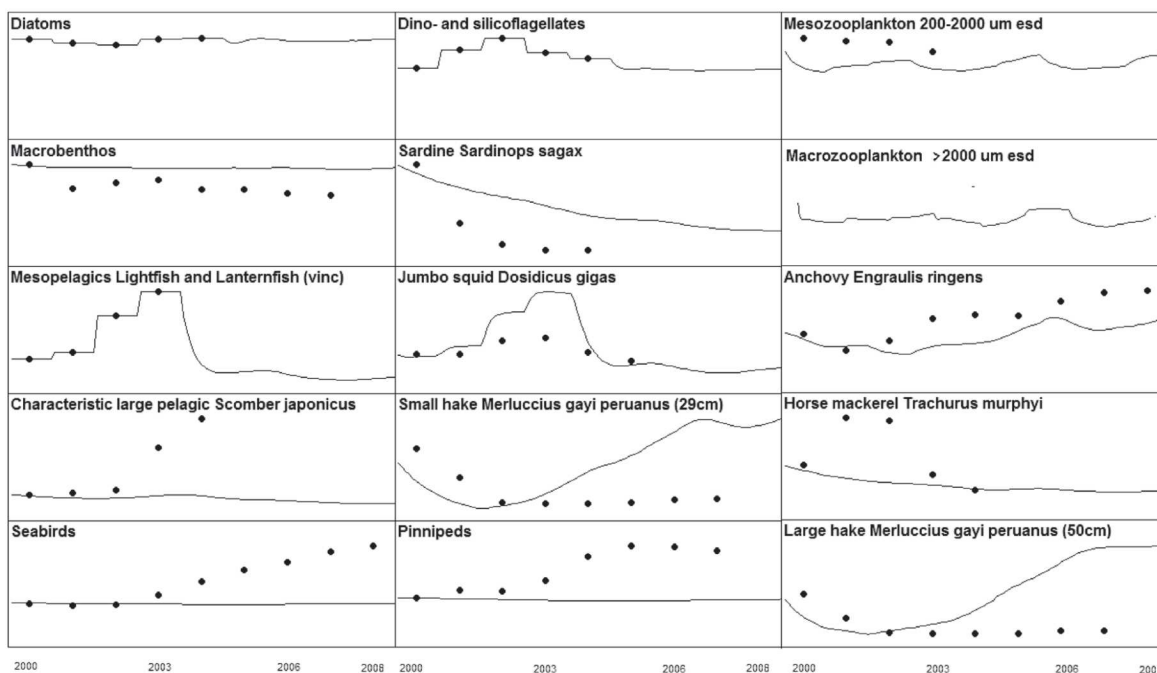 Diatoms
Dino- and silicoflagellates
Mesozooplankton 200-2000 um esd
Macrobenthos
Sardine Sardinops sagax
Macrozooplankton >2000 um esd
Mesopelagics Lightfish and Lanternfish (vinc)
Jumbo squid Dosidicus gigas
Anchovy Engraulis ringens
Characteristic large pelagic Scomber japonicus
Small hake Merluccius gayi peruanus (29cm)
Horse mackerel Trachurus murphyi
Seabirds
Pinnipeds
Large hake Merluccius gayi peruanus (50cm)
2000 2003 2006 2008 2000 2003 2006 2008 2000 2003 2006 200